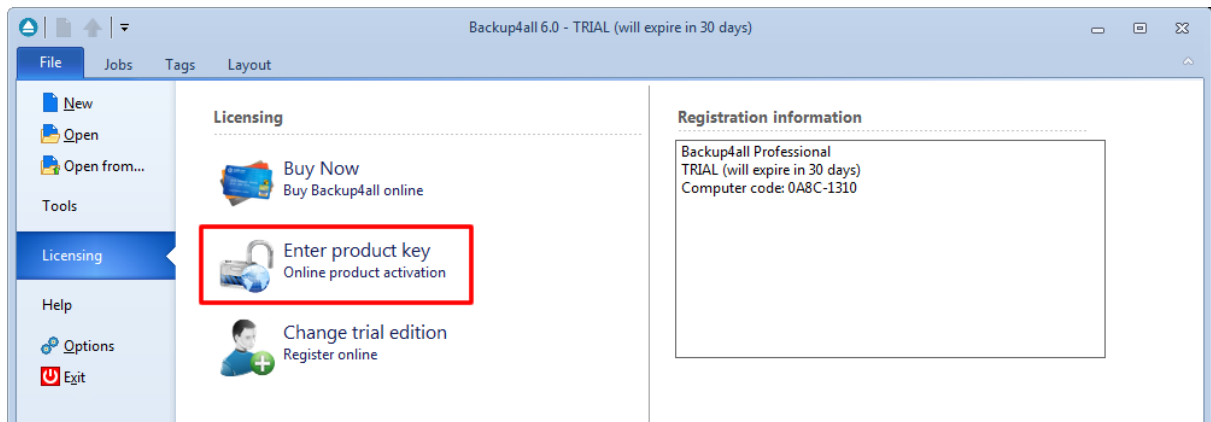 Backup4all 6.0 - TRIAL (will expire in 30 days)
File Jobs Tags Layout
New
Open
Open from...
Tools
Licensing
Help
Options
Exit
Licensing
Buy Now
Buy Backup4all online
Enter product key
Online product activation
Change trial edition
Register online
Registration information
Backup4all Professional
TRIAL (will expire in 30 days)
Computer code: 0A8C-1310